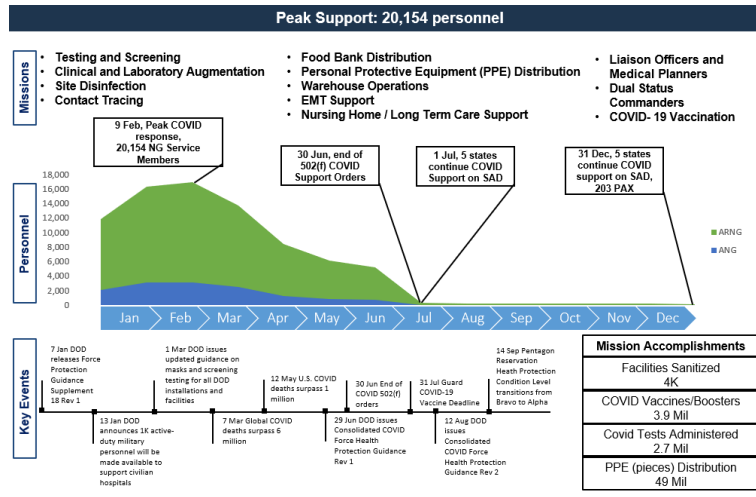 Peak Support: 20,154 personnel
Missions
• Testing and Screening
• Clinical and Laboratory Augmentation
• Site Disinfection
• Contact Tracing
• Food Bank Distribution
• Personal Protective Equipment (PPE) Distribution
• Warehouse Operations
• EMT Support
• Nursing Home / Long Term Care Support
• Liaison Officers and
Medical Planners
• Dual Status
Commanders
• COVID- 19 Vaccination
9 Feb, Peak COVID
response,
20,154 NG Service
Members
30 Jun, end of
502(f) COVID
Support Orders
1 Jul, 5 states
continue COVID
Support on SAD
31 Dec, 5 states
continue COVID
support on SAD,
203 PAX
Personnel
18,000
16,000
14,000
12,000
10,000
8,000
6,000
4,000
2,000
0
ARNG
ANG
Jan
Feb
Mar
Apr
May
Jun
Jul
Aug
Sep
Oct
Nov
Dec
Key Events
7 Jan DOD
releases Force
Protection
Guidance
Supplement
18 Rev 1
13 Jan DOD
announces 1K active-
duty military
personnel will be
made available to
support civilian
hospitals
1 Mar DOD issues
updated guidance on
masks and screening
testing for all DOD
installations and
facilities
7 Mar Global COVID
deaths surpass 6
million
12 May U.S. COVID
deaths surpass 1
million
29 Jun DOD issues
Consolidated COVID
Force Health
Protection Guidance
Rev 1
30 Jun End of
COVID 502(f)
orders
31 Jul Guard
COVID-19
Vaccine Deadline
12 Aug DOD
issues
Consolidated
COVID Force
Health Protection
Guidance Rev 2
14 Sep Pentagon
Reservation
Heath Protection
Condition Level
transitions from
Bravo to Alpha
Mission Accomplishments
Facilities Sanitized
4K
COVID Vaccines/Boosters
3.9 Mil
Covid Tests Administered
2.7 Mil
PPE (pieces) Distribution
49 Mil